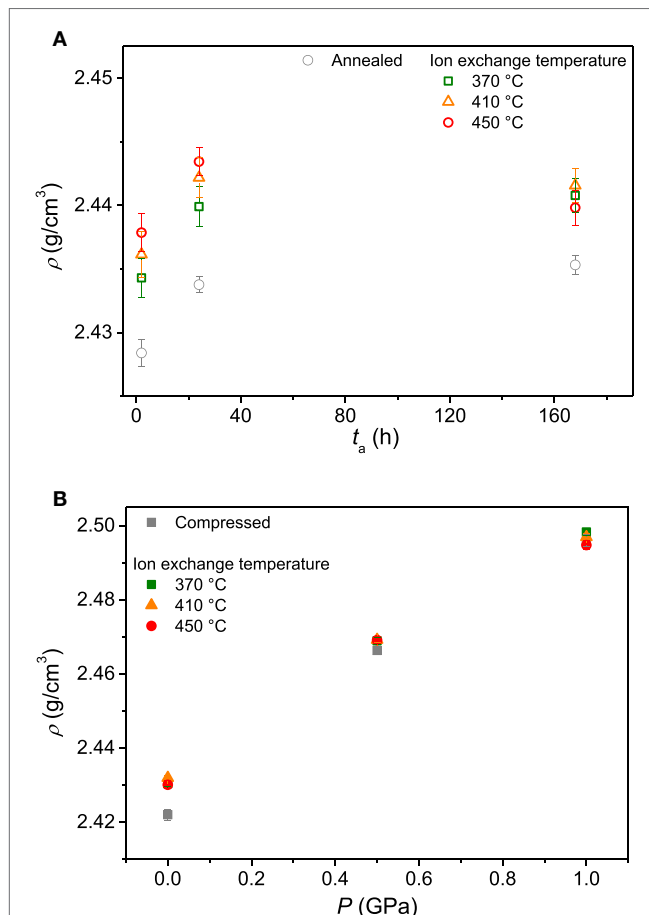 A
Annealed
Ion exchange temperature
370 °C
410 °C
450 °C
2.45
2.44
2.43
ρ (g/cm³)
0
40
80
120
160
tₐ (h)
B
Compressed
Ion exchange temperature
370 °C
410 °C
450 °C
2.50
2.48
2.46
2.44
2.42
ρ (g/cm³)
0.0
0.2
0.4
0.6
0.8
1.0
P (GPa)